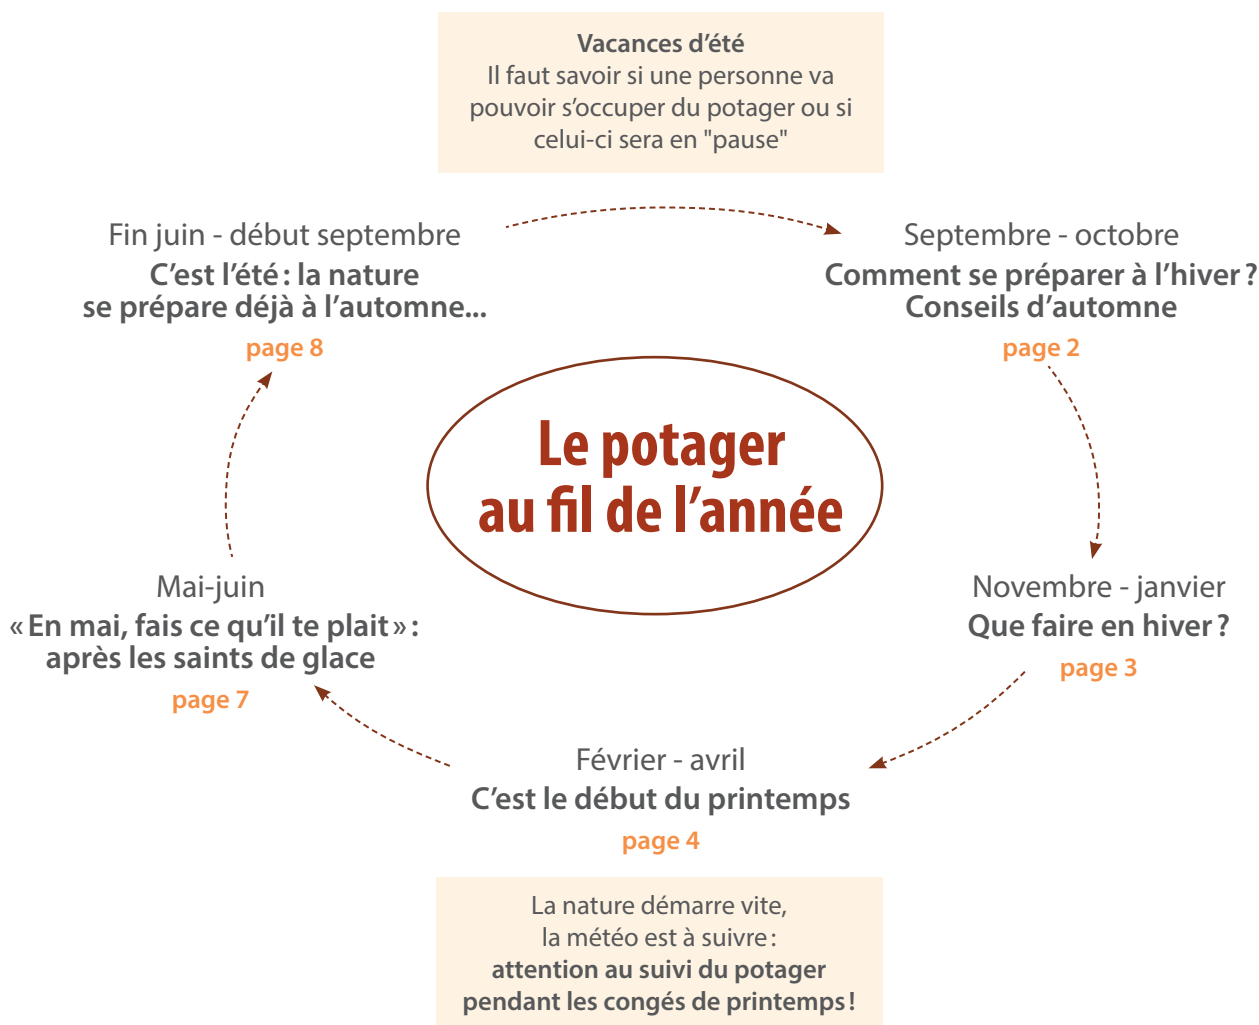 Vacances d'été
Il faut savoir si une personne va
pouvoir s'occuper du potager ou si
celui-ci sera en "pause"
Fin juin - début septembre
C'est l'été : la nature
se prépare déjà à l'automne...
page 8
Septembre - octobre
Comment se préparer à l'hiver ?
Conseils d'automne
page 2
Le potager
au fil de l'année
Novembre - janvier
Que faire en hiver ?
page 3
Mai-juin
« En mai, fais ce qu'il te plait » :
après les saints de glace
page 7
Février - avril
C'est le début du printemps
page 4
La nature démarre vite,
la météo est à suivre :
attention au suivi du potager
pendant les congés de printemps !